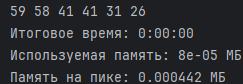 59 58 41 41 31 26
Итоговое время: 0:00:00
Используемая память: 8e-05 МБ
Память на пике: 0.000442 МБ